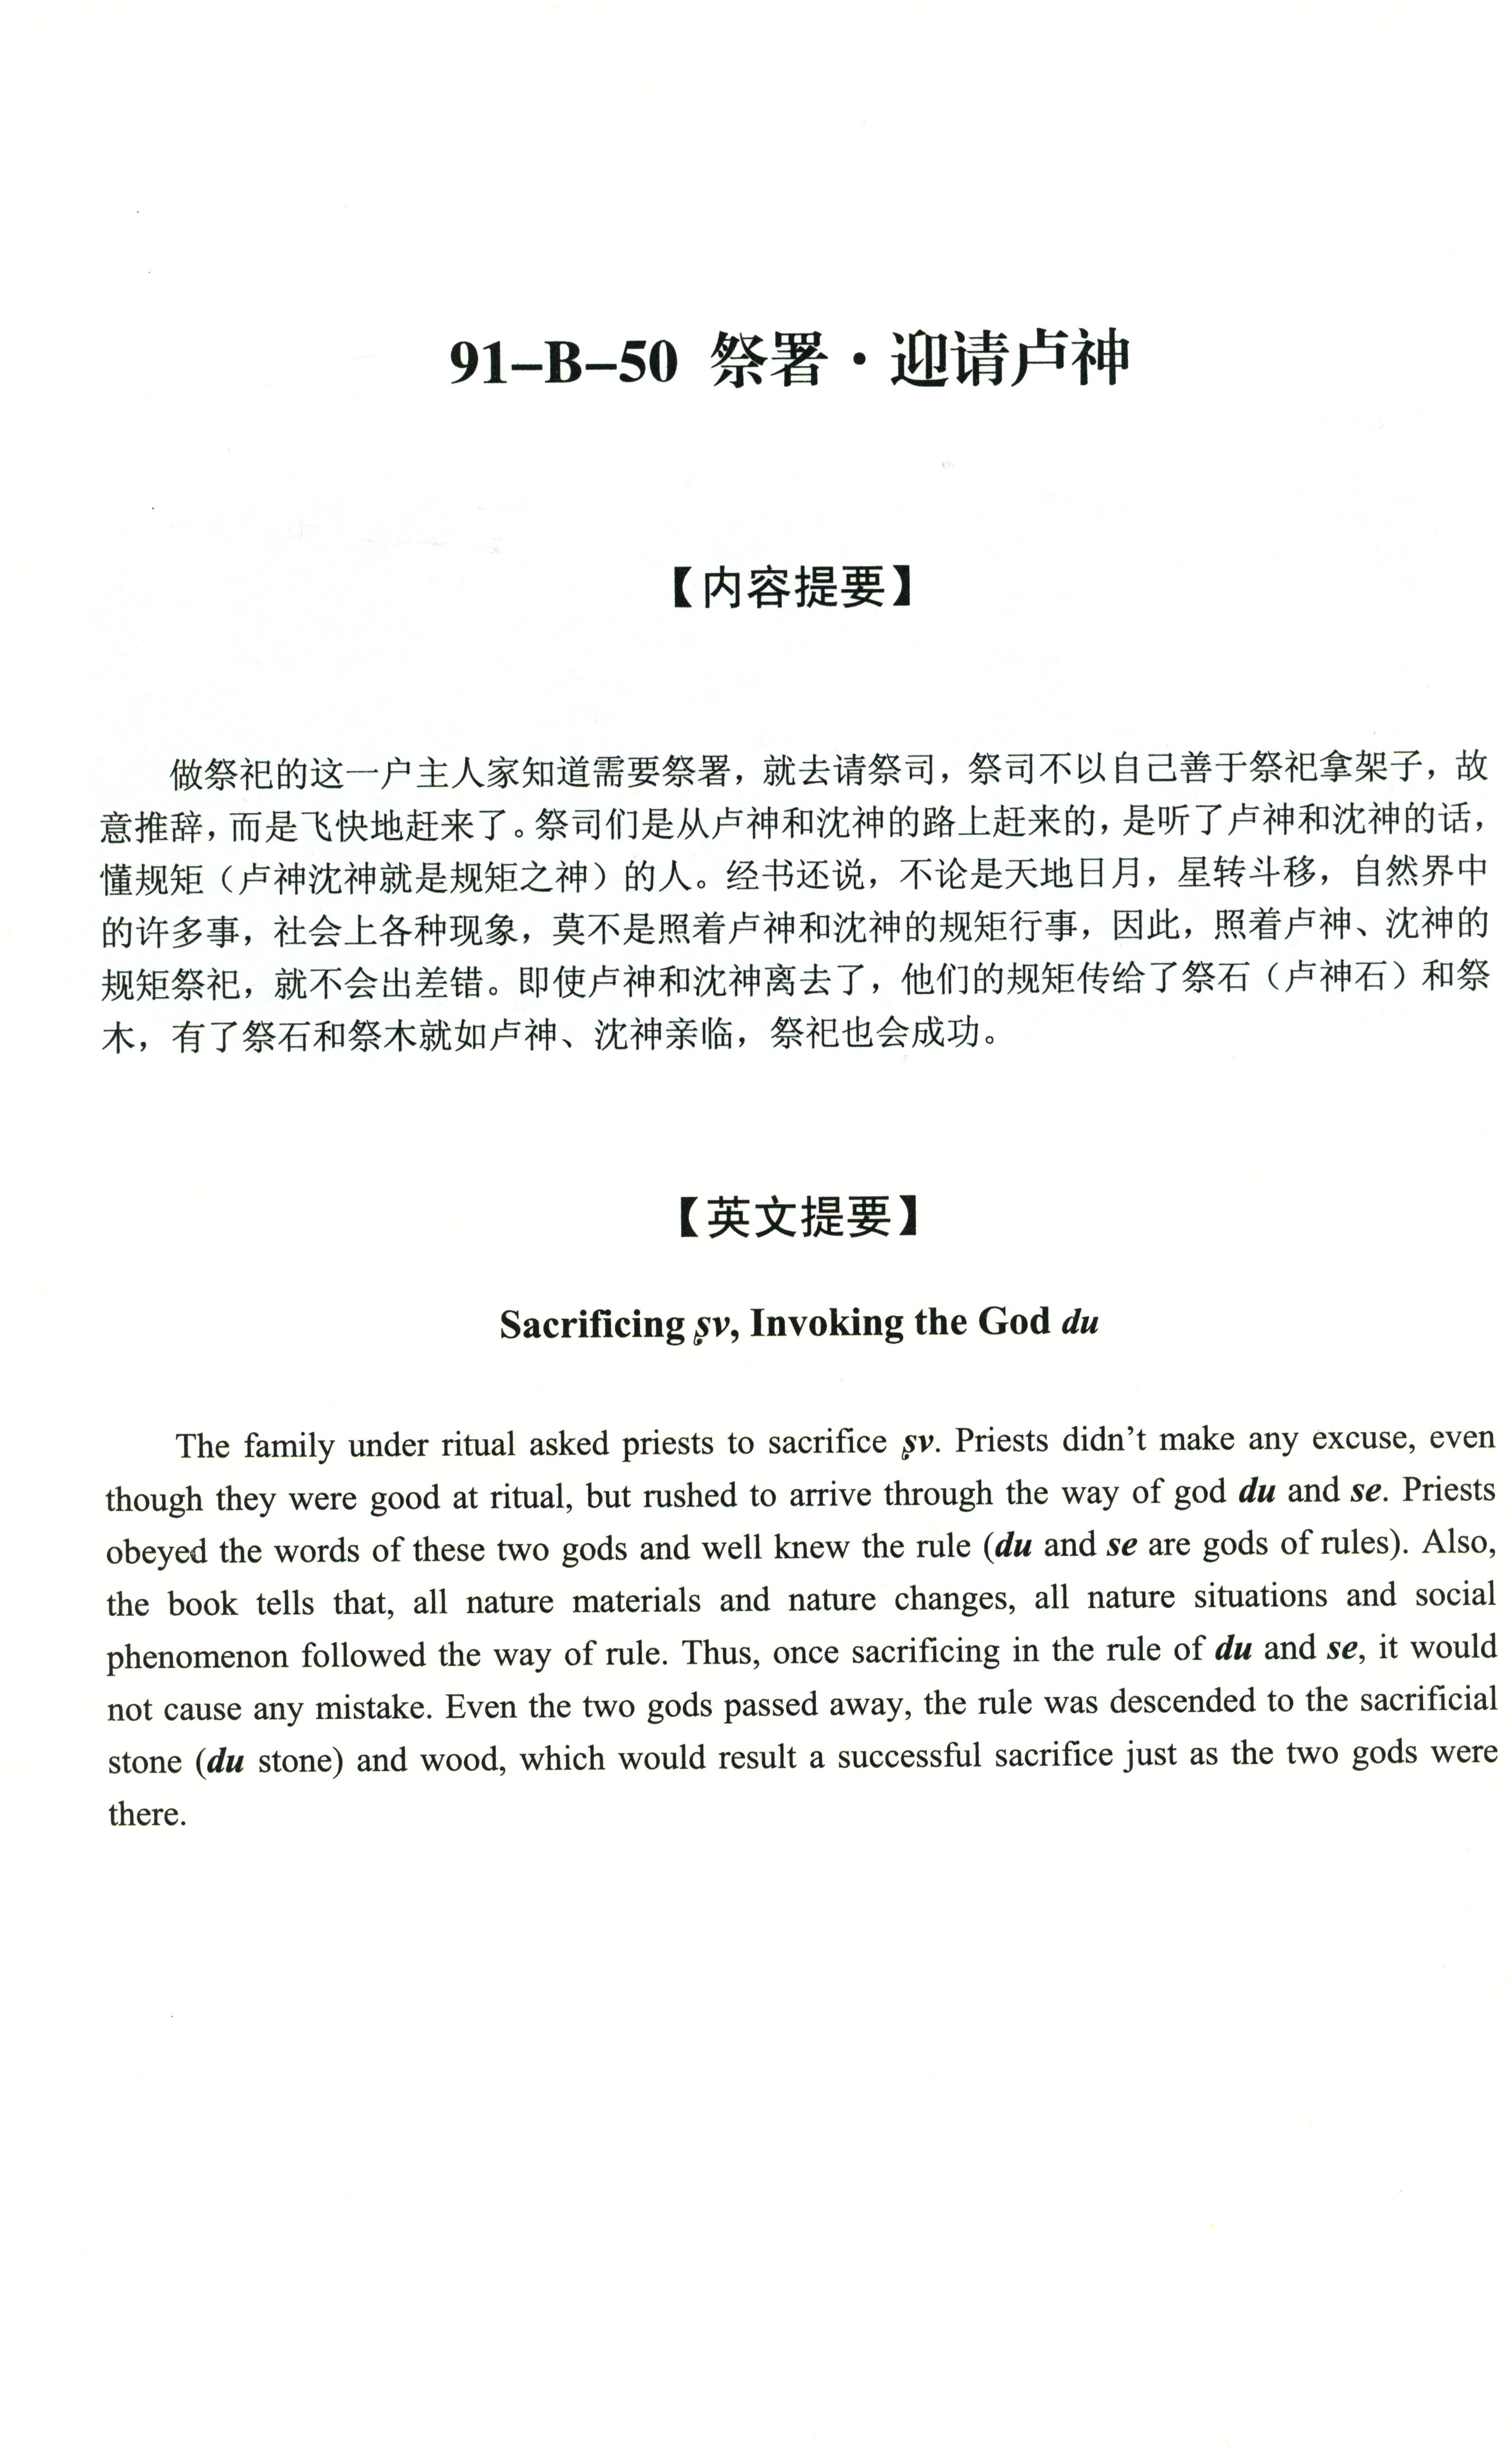 91–B–50 祭署·迎请卢神
【内容提要】
做祭祀的这一户主人家知道需要祭署，就去请祭司，祭司不以自己善于祭祀拿架子，故
意推辞，而是飞快地赶来了。祭司们是从卢神和沈神的路上赶来的，是听了卢神和沈神的话，
懂规矩（卢神沈神就是规矩之神）的人。经书还说，不论是天地日月，星转斗移，自然界中
的许多事，社会上各种现象，莫不是照着卢神和沈神的规矩行事，因此，照着卢神、沈神的
规矩祭祀，就不会出差错。即使卢神和沈神离去了，他们的规矩传给了祭石（卢神石）和祭
木，有了祭石和祭木就如卢神、沈神亲临，祭祀也会成功。
【英文提要】
Sacrificing ʂv̩, Invoking the God du
The family under ritual asked priests to sacrifice ʂv̩. Priests didn’t make any excuse, even
though they were good at ritual, but rushed to arrive through the way of god du and se. Priests
obeyed the words of these two gods and well knew the rule (du and se are gods of rules). Also,
the book tells that, all nature materials and nature changes, all nature situations and social
phenomenon followed the way of rule. Thus, once sacrificing in the rule of du and se, it would
not cause any mistake. Even the two gods passed away, the rule was descended to the sacrificial
stone (du stone) and wood, which would result a successful sacrifice just as the two gods were
there.